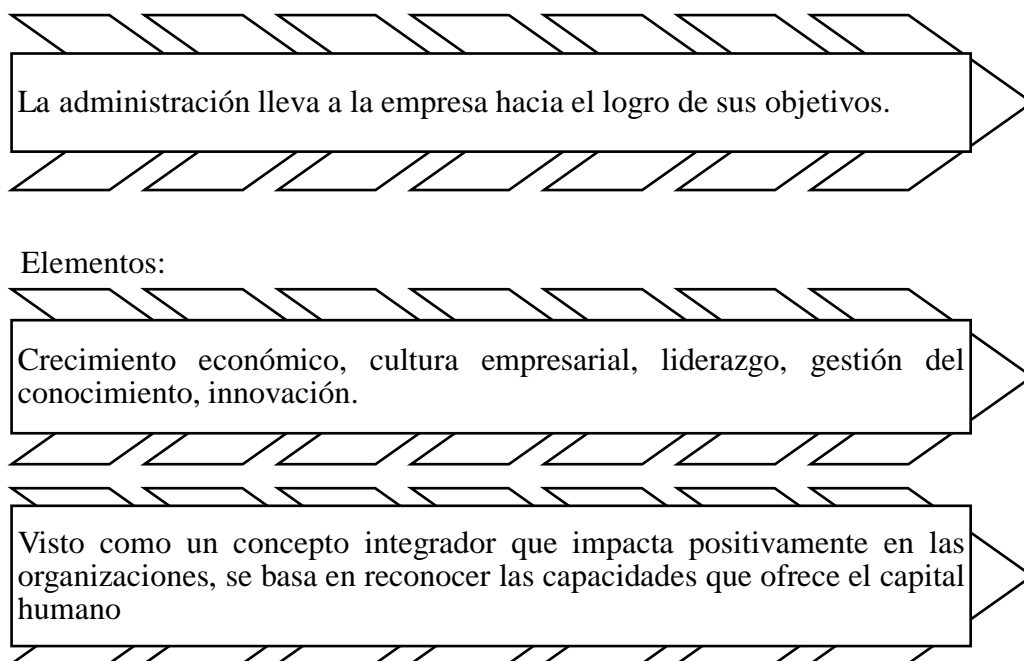 La administración lleva a la empresa hacia el logro de sus objetivos.
Elementos:
Crecimiento económico, cultura empresarial, liderazgo, gestión del
conocimiento, innovación.
Visto como un concepto integrador que impacta positivamente en las
organizaciones, se basa en reconocer las capacidades que ofrece el capital
humano